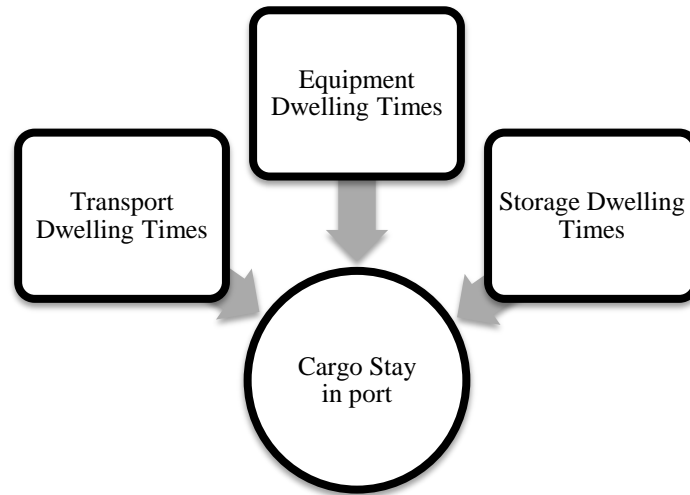 Equipment
Dwelling Times
Transport
Dwelling Times
Storage Dwelling
Times
Cargo Stay
in port